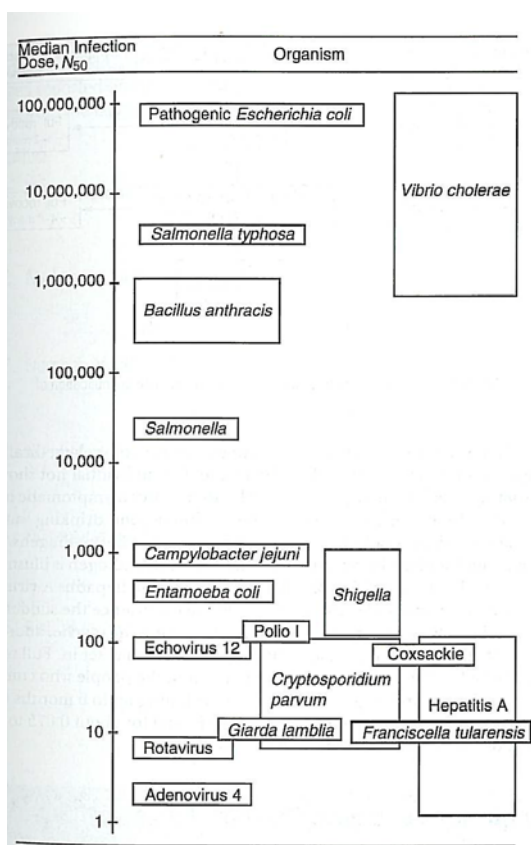 Median Infection
Dose, N50
Organism
100,000,000
Pathogenic Escherichia coli
10,000,000
Vibrio cholerae
Salmonella typhosa
1,000,000
Bacillus anthracis
100,000
Salmonella
10,000
1,000
Campylobacter jejuni
Entamoeba coli
Shigella
Polio I
100
Echovirus 12
Coxsackie
Cryptosporidium
parvum
Hepatitis A
Giarda lamblia
Franciscella tularensis
10
Rotavirus
Adenovirus 4
1